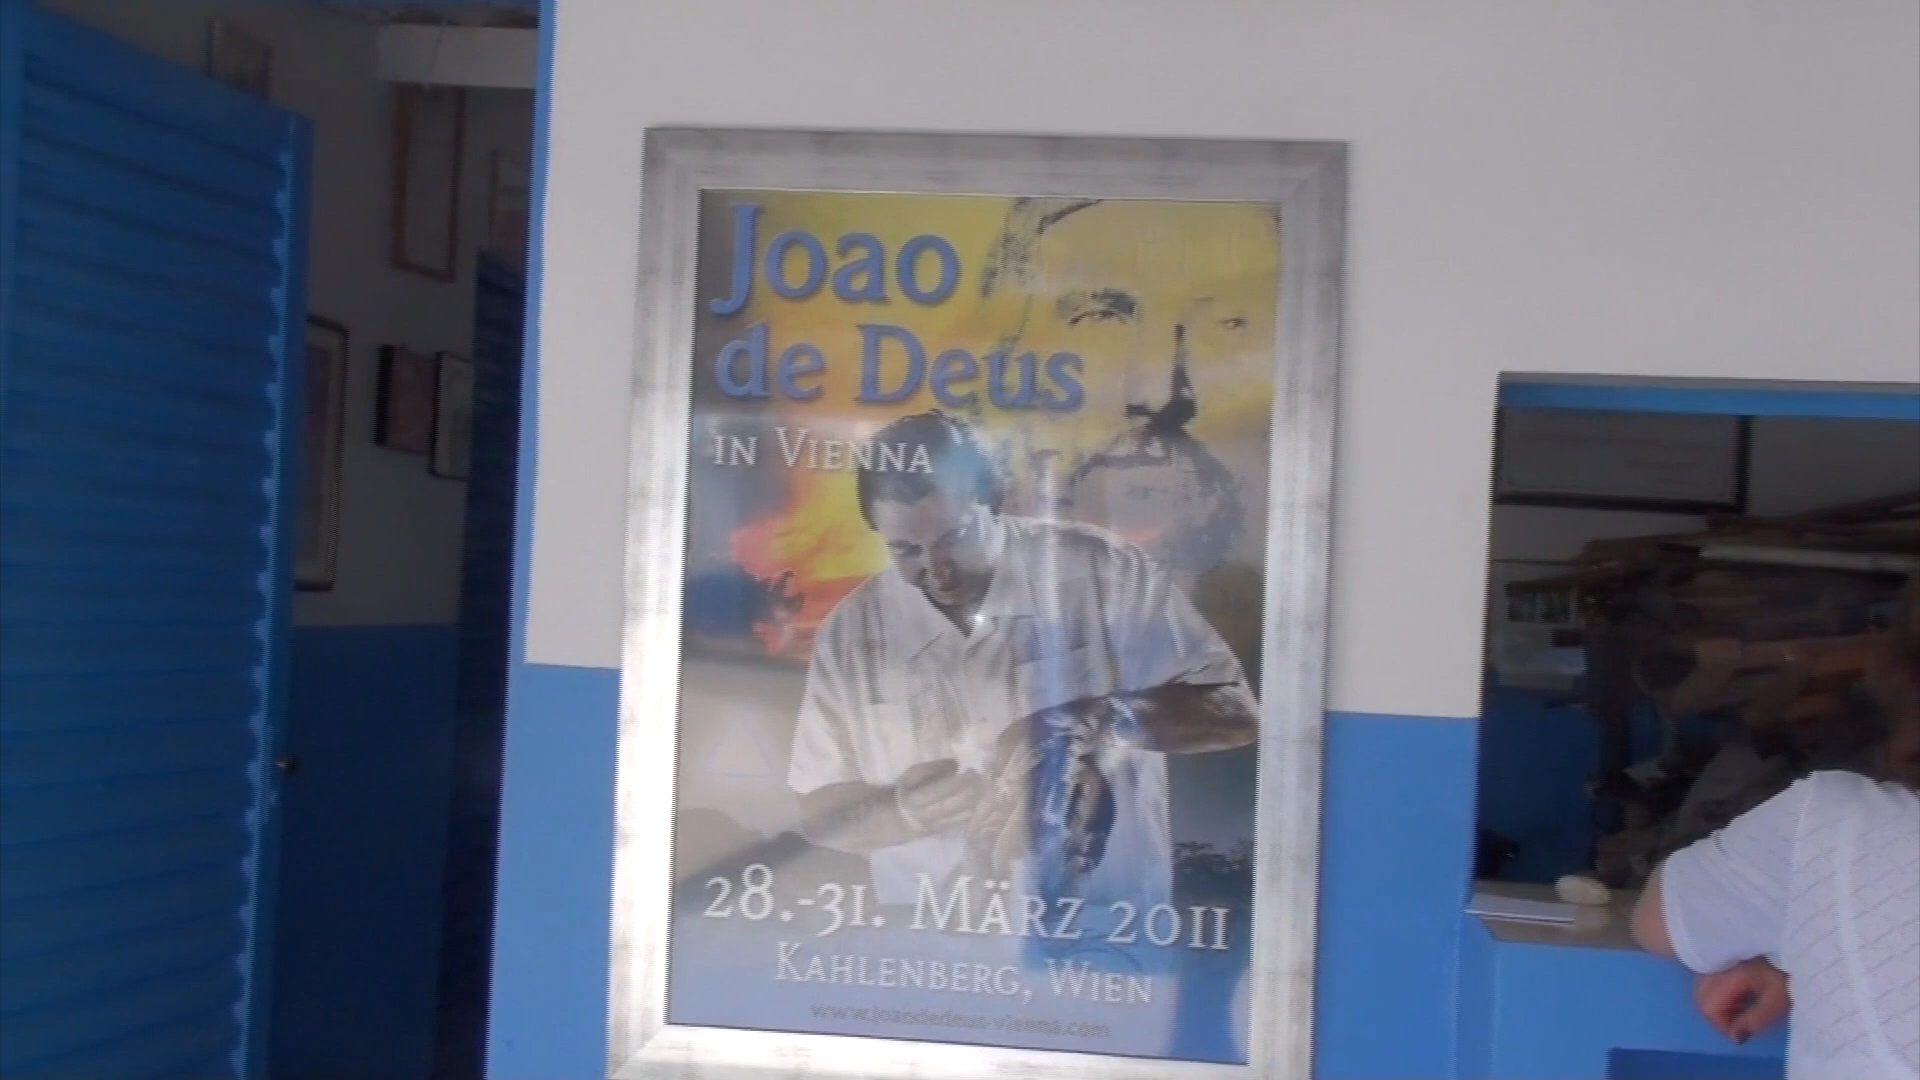 Joao
de Deus
in Vienna
28.-31. März 2011
Kahlenberg, Wien
www.joaodedeus-vienna.com